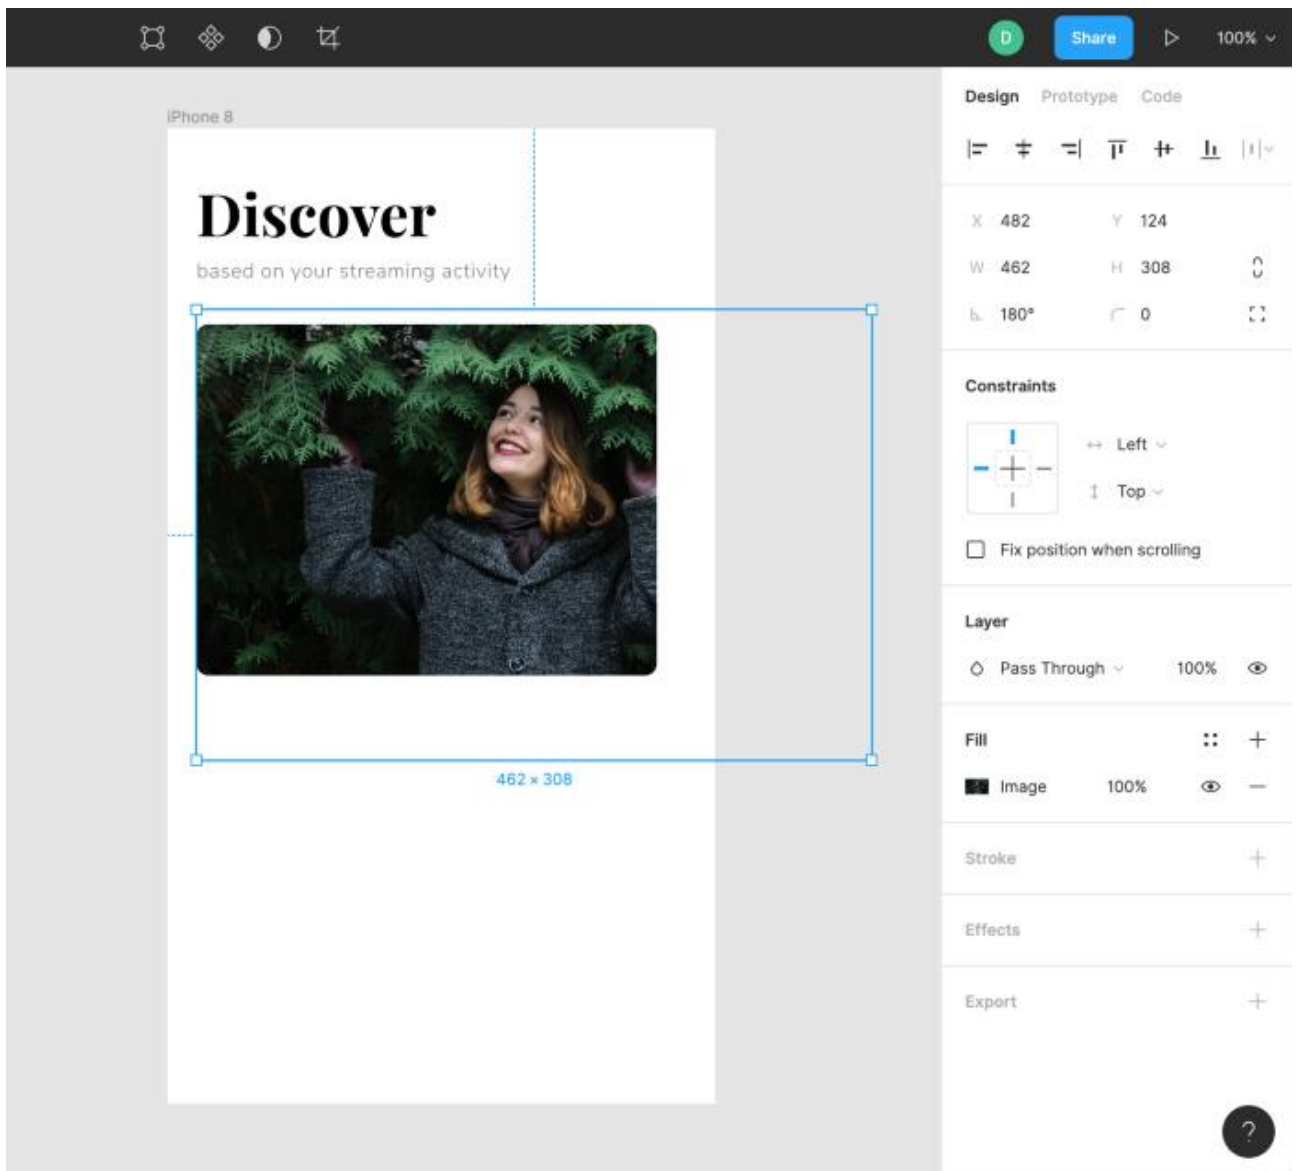 D Share 100%
Design Prototype Code
iPhone 8
Discover
based on your streaming activity
462 × 308
X 482 Y 124
W 462 H 308
180° 0
Constraints
Left
Top
Fix position when scrolling
Layer
Pass Through 100%
Fill
Image 100%
Stroke
Effects
Export
?